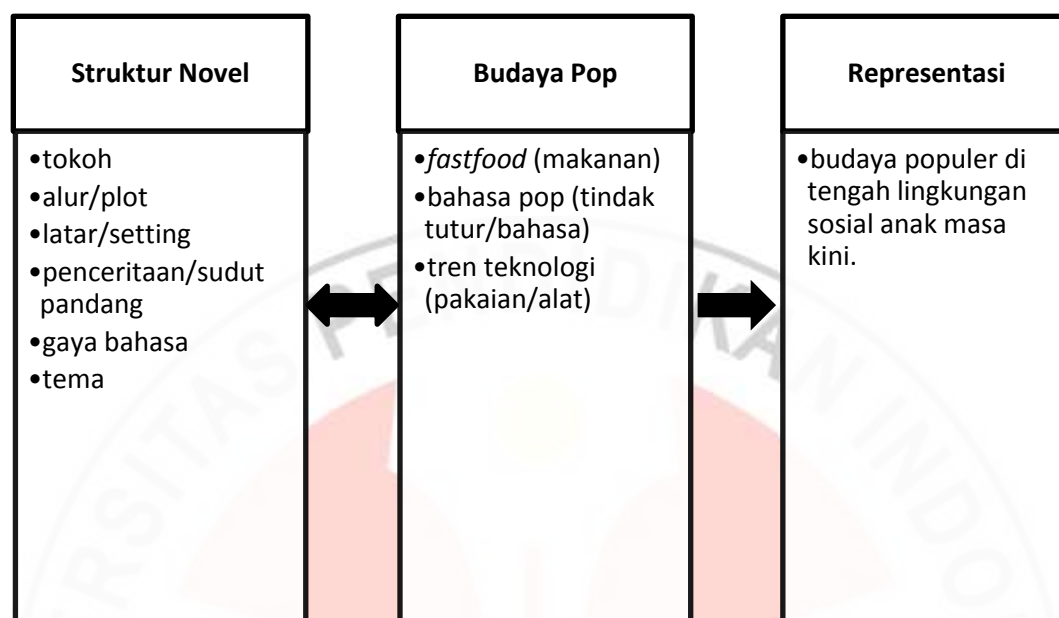 Struktur Novel
•tokoh
•alur/plot
•latar/setting
•penceritaan/sudut
pandang
•gaya bahasa
•tema
Budaya Pop
•fastfood (makanan)
•bahasa pop (tindak
tutur/bahasa)
•tren teknologi
(pakaian/alat)
Representasi
•budaya populer di
tengah lingkungan
sosial anak masa
kini.